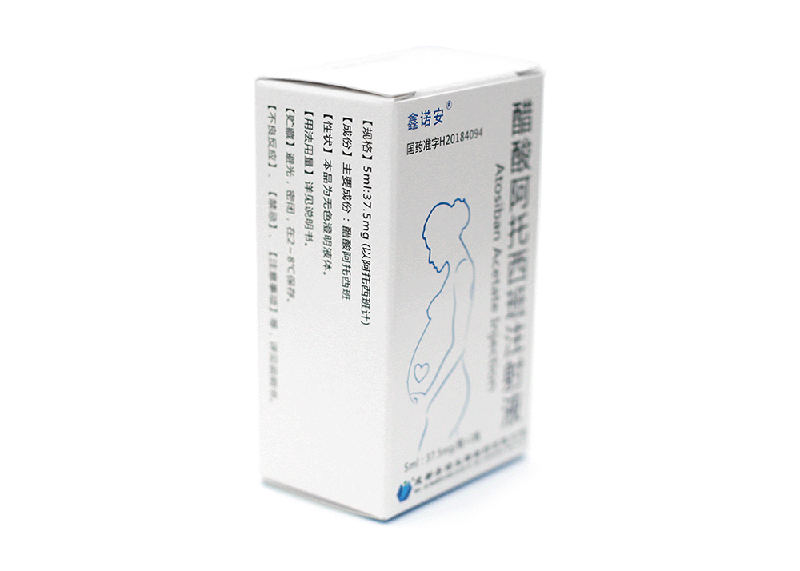 鑫诺安®
国药准字H20184094
醋酸阿托西班注射液
Atosiban Acetate Injection
5ml:37.5mg
【规格】5ml:37.5mg (以阿托西班计)
【成份】主要成份：醋酸阿托西班
【性状】本品为无色澄明液体。
【用法用量】详见说明书。
【贮藏】避光，密闭，在2~8℃保存。
【不良反应】、【禁忌】、【注意事项】等，详见说明书。